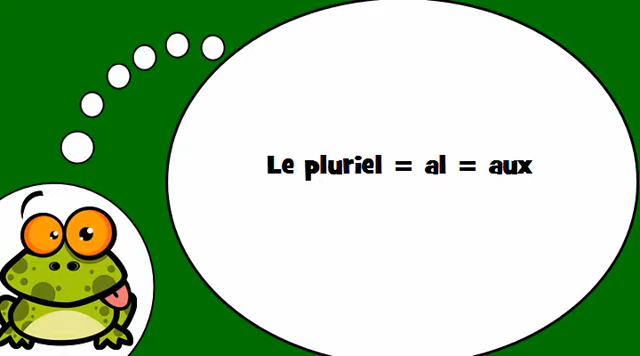 Le pluriel = al = aux